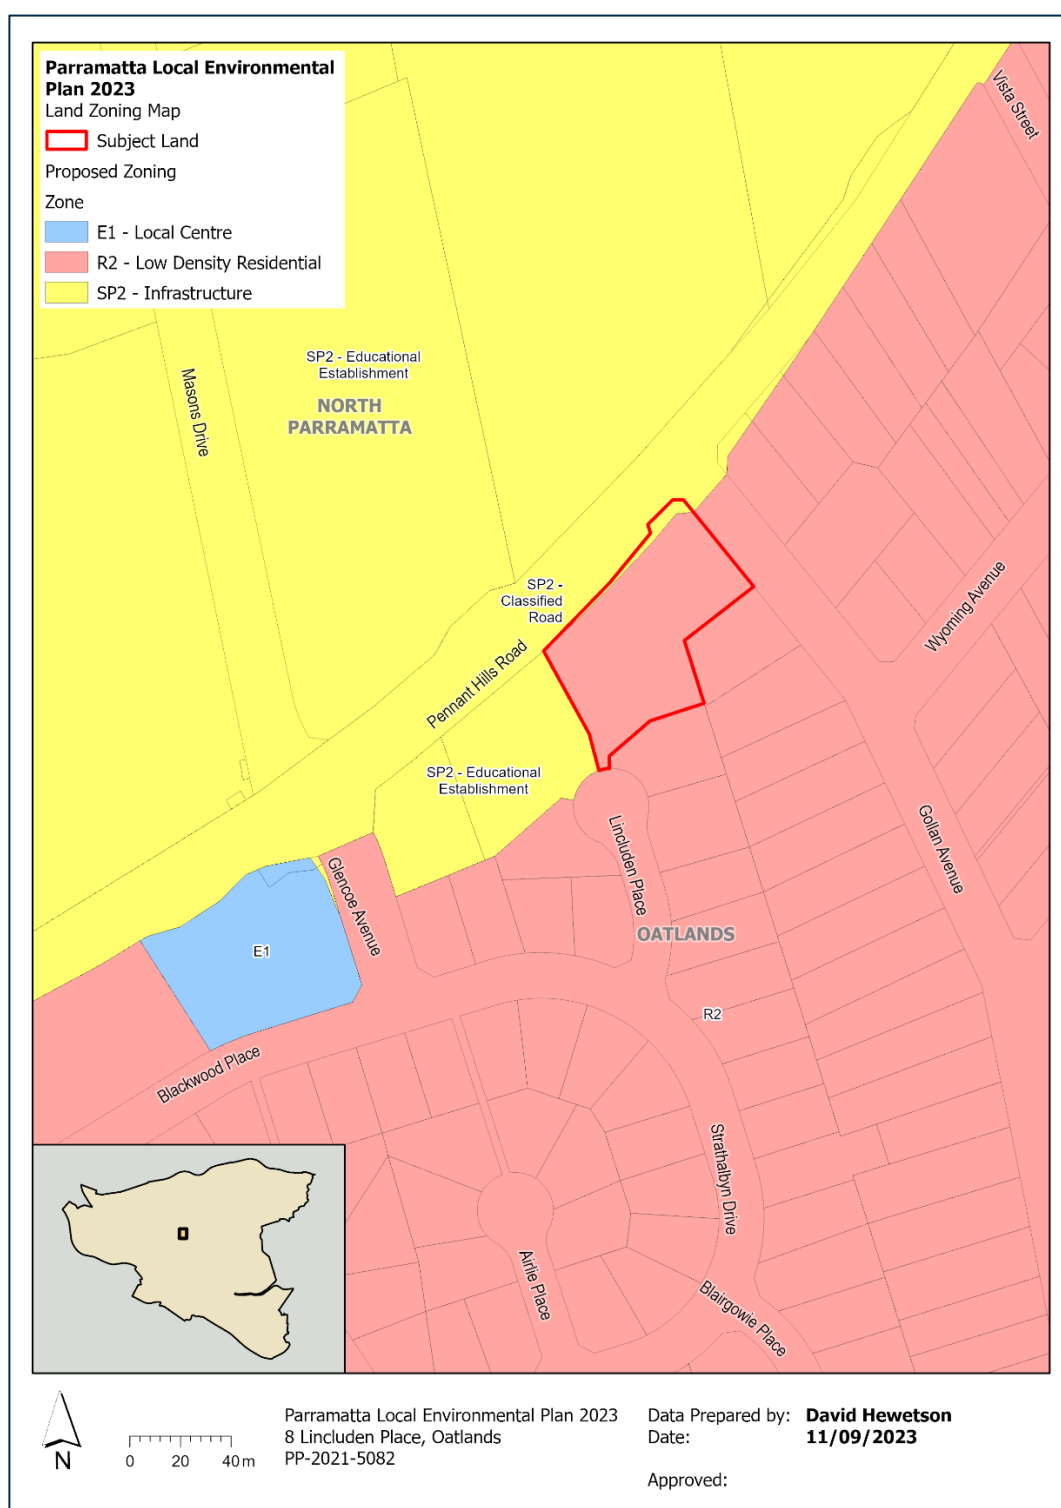 Parramatta Local Environmental
Plan 2023
Land Zoning Map
Subject Land
Proposed Zoning
Zone
E1 - Local Centre
R2 - Low Density Residential
SP2 - Infrastructure
Vista Street
SP2 - Educational
Establishment
NORTH
PARRAMATTA
Masons Drive
SP2 -
Classified
Road
Wyoming Avenue
Pennant Hills Road
SP2 - Educational
Establishment
Lincluden Place
Gollan Avenue
Glencoe Avenue
OATLANDS
E1
R2
Blackwood Place
Strathalbyn Drive
Airlie Place
Blairgowie Place
N
0 20 40 m
Parramatta Local Environmental Plan 2023
8 Lincluden Place, Oatlands
PP-2021-5082
Data Prepared by: David Hewetson
Date: 11/09/2023
Approved: